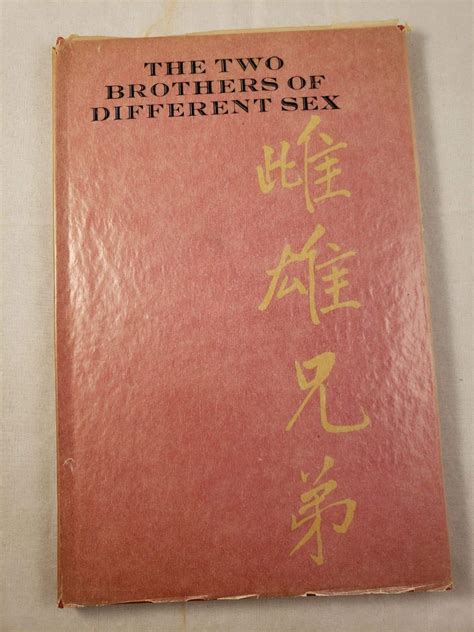 THE TWO
BROTHERS OF
DIFFERENT SEX
雌雄兄弟